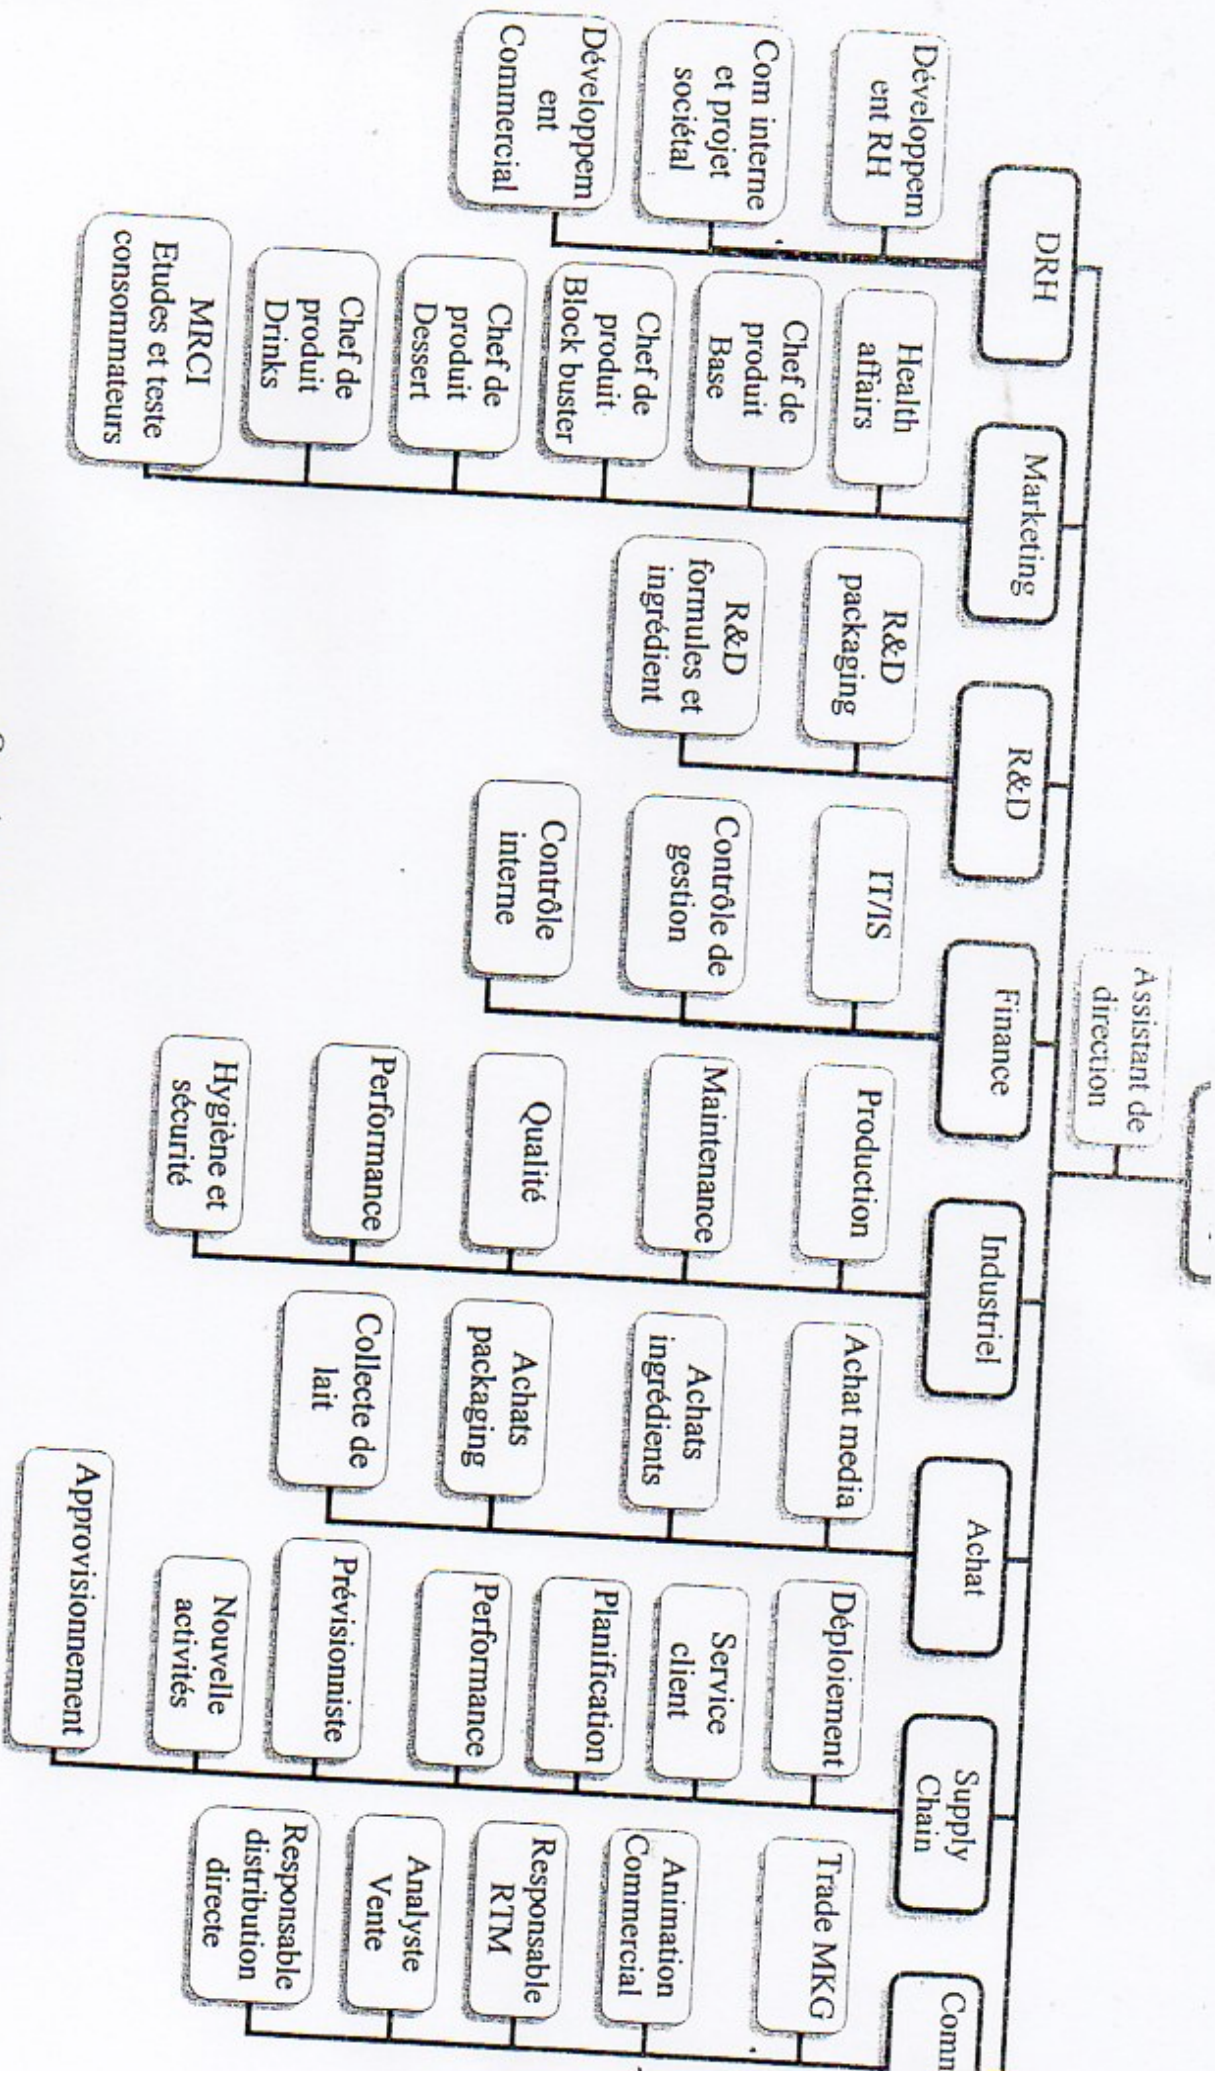 Assistant de
direction
DRH
Développem
ent RH
Com interne
et projet
sociétal
Développem
ent
Commercial
Marketing
Health
affairs
Chef de
produit
Base
Chef de
produit
Block buster
Chef de
produit
Dessert
Chef de
produit
Drinks
MRCI
Etudes et teste
consommateurs
R&D
R&D
packaging
R&D
formules et
ingrédient
Finance
IT/IS
Contrôle de
gestion
Contrôle
interne
Industriel
Production
Maintenance
Qualité
Performance
Hygiène et
sécurité
Achat
Achat media
Achats
ingrédients
Achats
packaging
Collecte de
lait
Supply
Chain
Déploiement
Service
client
Planification
Performance
Prévisionniste
Nouvelle
activités
Approvisionnement
Trade MKG
Animation
Commercial
Responsable
RTM
Analyste
Vente
Responsable
distribution
directe